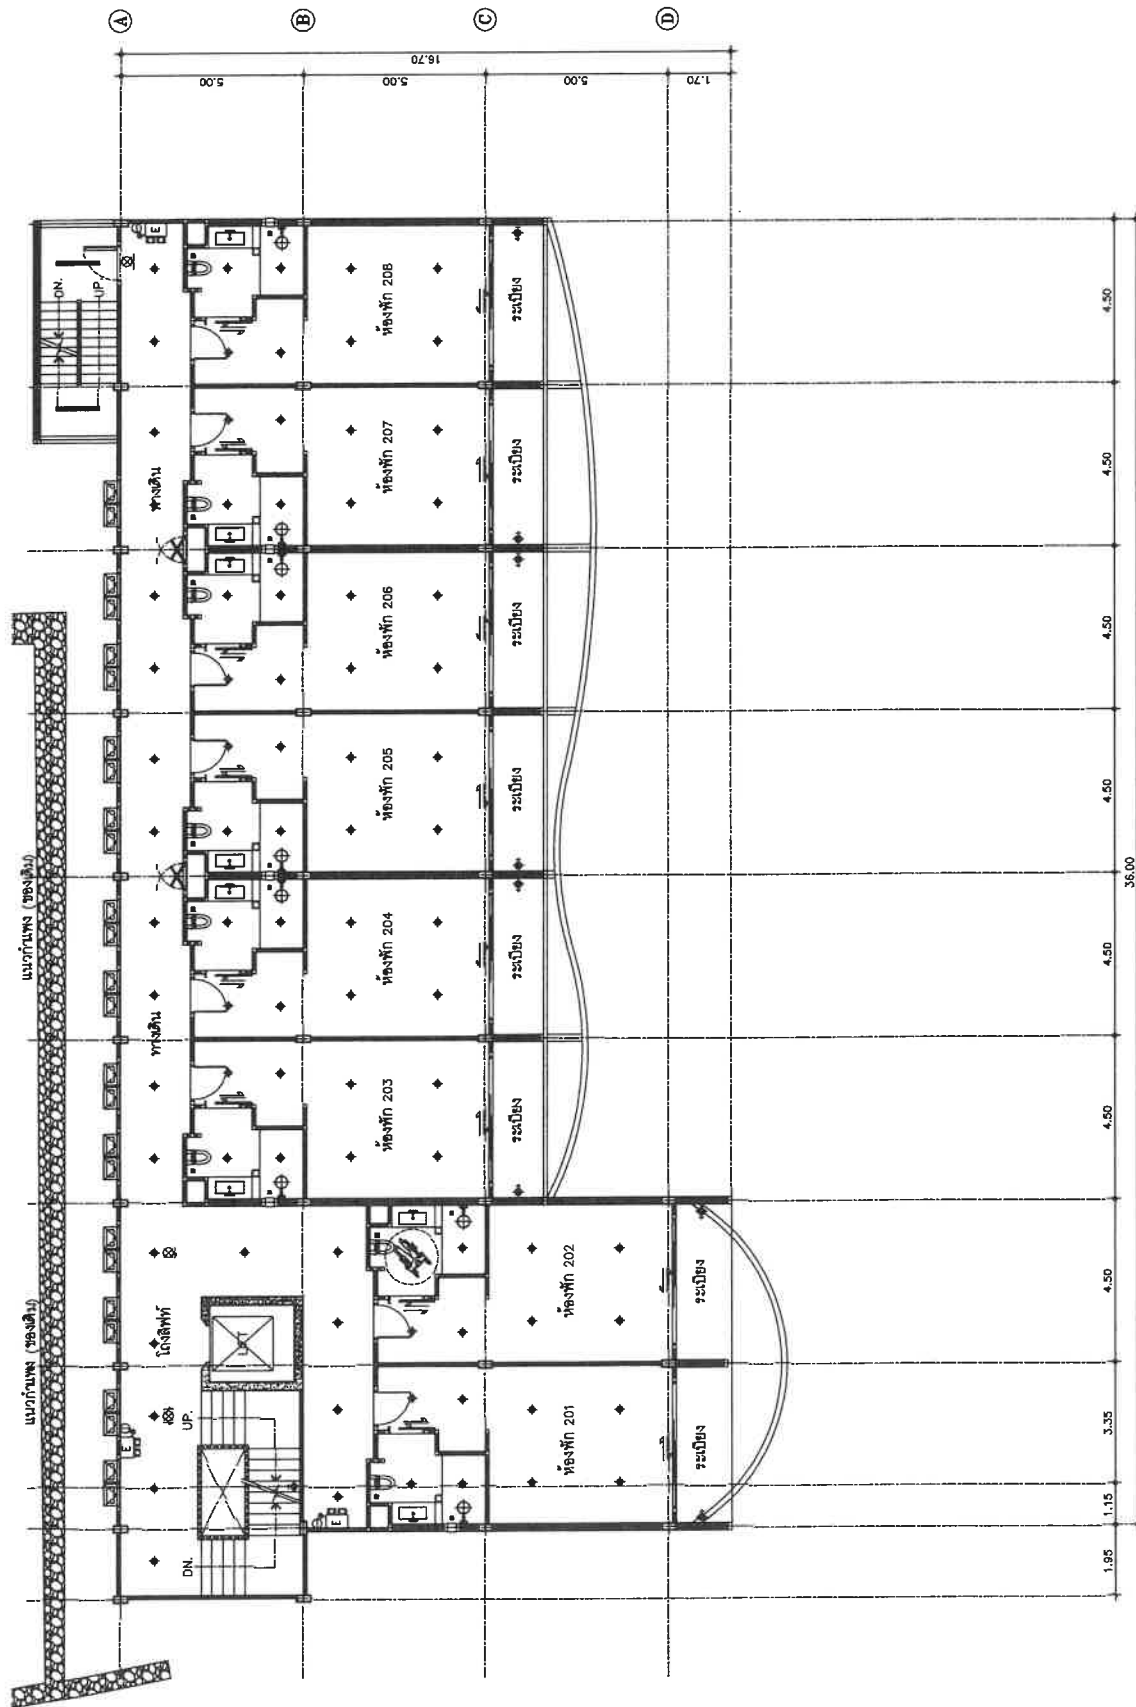 แนวกำแพง (ของเดิม)
แนวกำแพง (ของเดิม)
A
B
C
D
16.70
5.00
5.00
5.00
1.70
DN.
UP.
E
ทางเดิน
ทางเดิน
โถงลิฟท์
LIFT
UP.
DN.
E
E
ห้องพัก 201
ห้องพัก 202
ห้องพัก 203
ห้องพัก 204
ห้องพัก 205
ห้องพัก 206
ห้องพัก 207
ห้องพัก 208
ระเบียง
ระเบียง
ระเบียง
ระเบียง
ระเบียง
ระเบียง
ระเบียง
ระเบียง
1.95
1.15
3.35
4.50
4.50
4.50
4.50
4.50
4.50
4.50
36.00